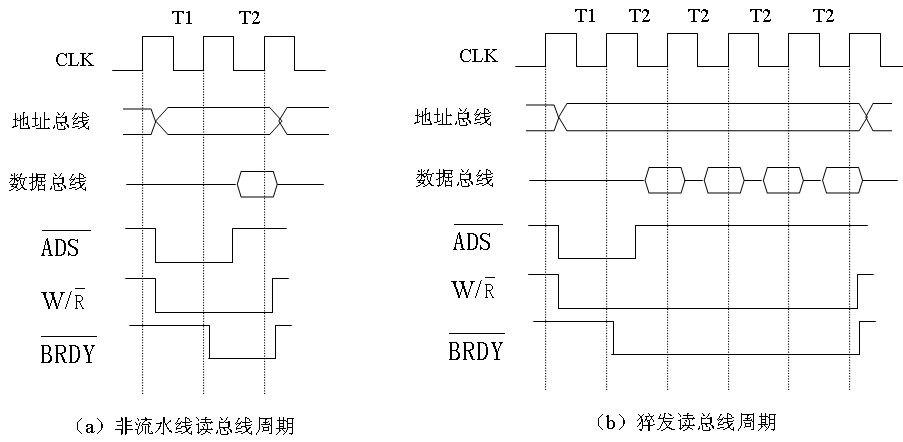 T1 T2
CLK
地址总线
数据总线
ADS
W/R
BRDY
(a) 非流水线读总线周期
T1 T2 T2 T2 T2
CLK
地址总线
数据总线
ADS
W/R
BRDY
(b) 猝发读总线周期